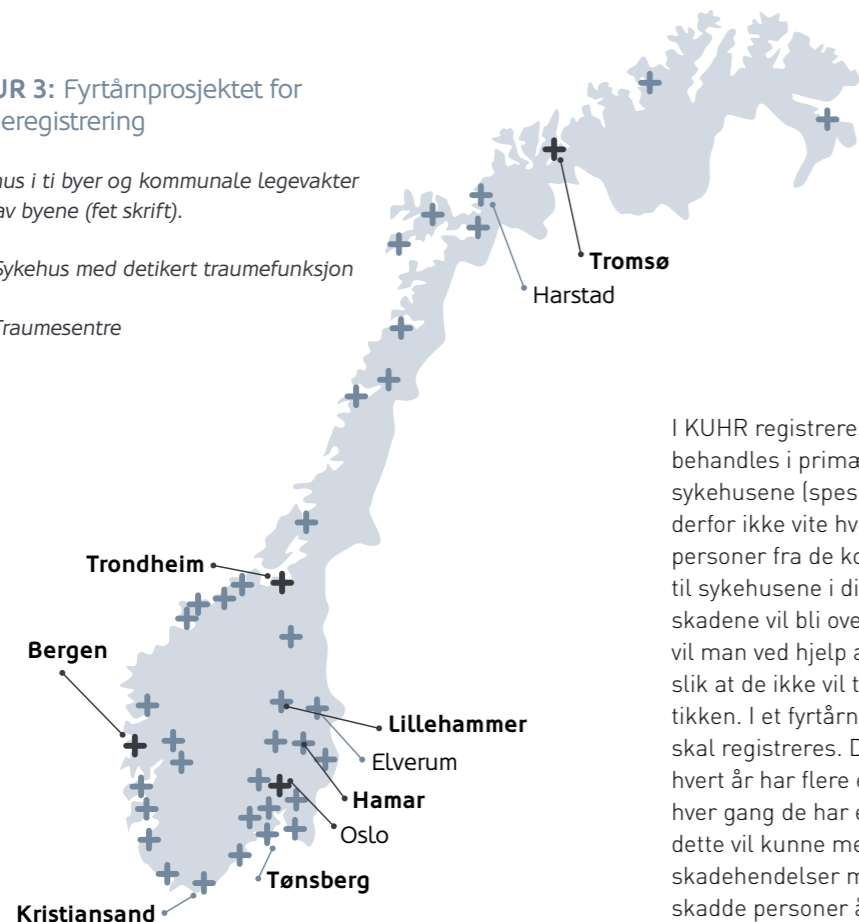 UR 3: Fyrtårnprosjektet for
eregistrering
us i ti byer og kommunale legevakter
av byene (fet skrift).
Sykehus med detikert traumefunksjon
Traumesentre
Tromsø
Harstad
Trondheim
Bergen
Lillehammer
Elverum
Hamar
Oslo
Tønsberg
Kristiansand
I KUHR registreres
behandles i primæ
sykehusene (spes
derfor ikke vite hv
personer fra de ko
til sykehusene i di
skadene vil bli ove
vil man ved hjelp a
slik at de ikke vil t
tikken. I et fyrtårn
skal registreres. D
hvert år har flere e
hver gang de har e
dette vil kunne me
skadehendelser m
skadde personer å